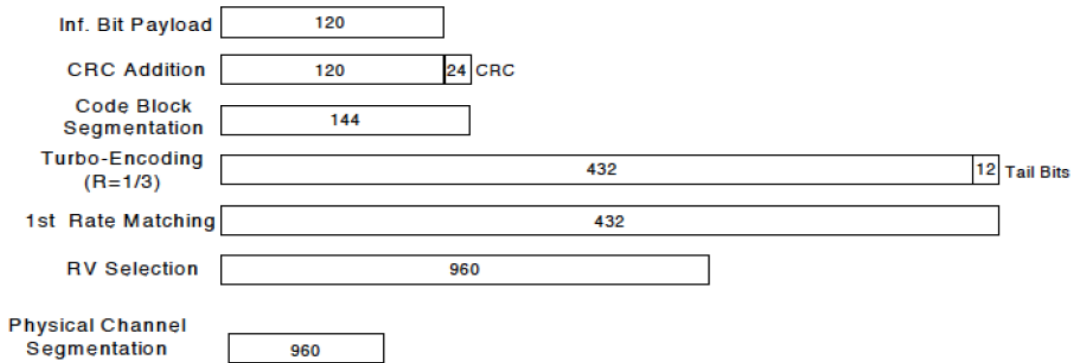 Inf. Bit Payload 120
CRC Addition 120 24 CRC
Code Block
Segmentation 144
Turbo-Encoding
(R=1/3) 432 12 Tail Bits
1st Rate Matching 432
RV Selection 960
Physical Channel
Segmentation 960